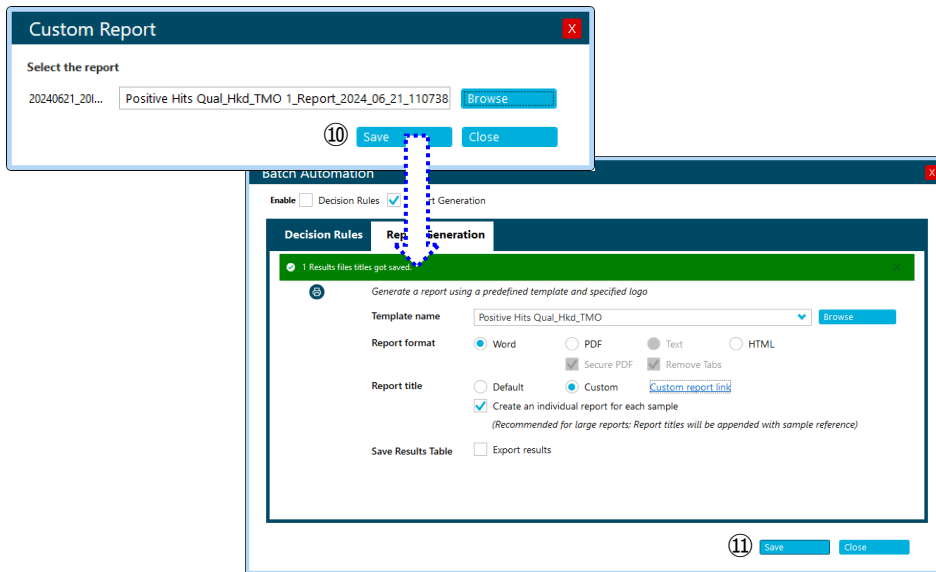 Custom Report
X
Select the report
20240621_20I...
Positive Hits Qual_Hkd_TMO 1_Report_2024_06_21_110738
Browse
⑩
Save
Close
Batch Automation
X
Enable
Decision Rules
rt Generation
Decision Rules
Rep Generation
1 Results files titles got saved.
Generate a report using a predefined template and specified logo
Template name
Positive Hits Qual_Hkd_TMO
Browse
Report format
Word
PDF
Text
HTML
Secure PDF
Remove Tabs
Report title
Default
Custom
Custom report link
Create an individual report for each sample
(Recommended for large reports; Report titles will be appended with sample reference)
Save Results Table
Export results
⑪
Save
Close